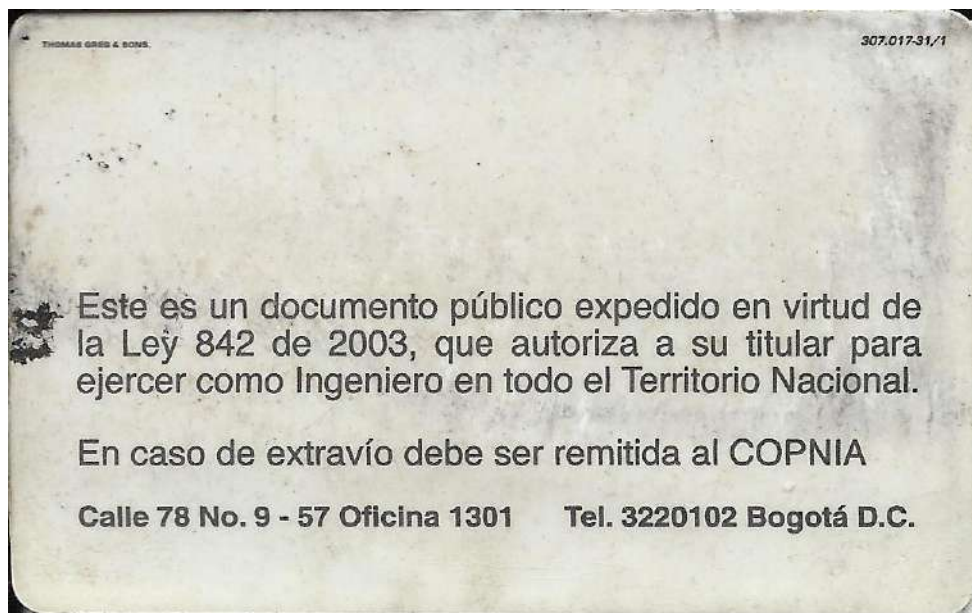 THOMAS GREG & SONS.
307.017-31/1
Este es un documento público expedido en virtud de
la Ley 842 de 2003, que autoriza a su titular para
ejercer como Ingeniero en todo el Territorio Nacional.
En caso de extravío debe ser remitida al COPNIA
Calle 78 No. 9 - 57 Oficina 1301 Tel. 3220102 Bogotá D.C.